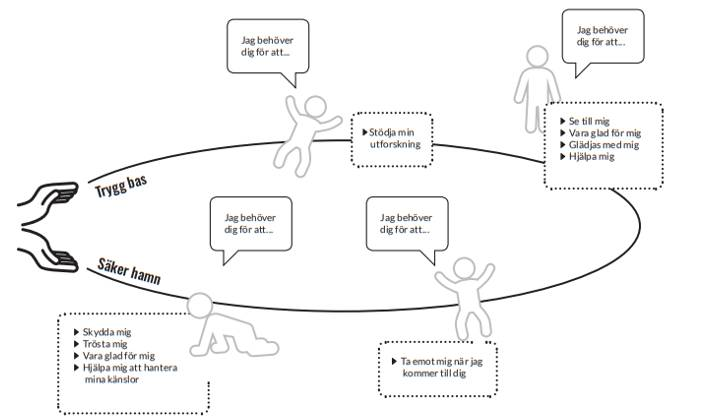 Jag behöver
dig för att...
Jag behöver
dig för att...
Stödja min
utforskning
Se till mig
Vara glad för mig
Glädjas med mig
Hjälpa mig
Trygg bas
Jag behöver
dig för att...
Jag behöver
dig för att...
Säker hamn
Skydda mig
Trösta mig
Vara glad för mig
Hjälpa mig att hantera
mina känslor
Ta emot mig när jag
kommer till dig